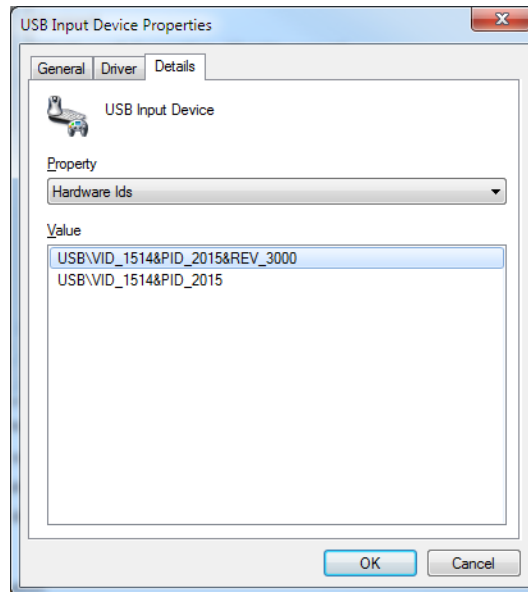 USB Input Device Properties
General Driver Details
USB Input Device
Property
Hardware Ids
Value
USB\VID_1514&PID_2015&REV_3000
USB\VID_1514&PID_2015
OK Cancel